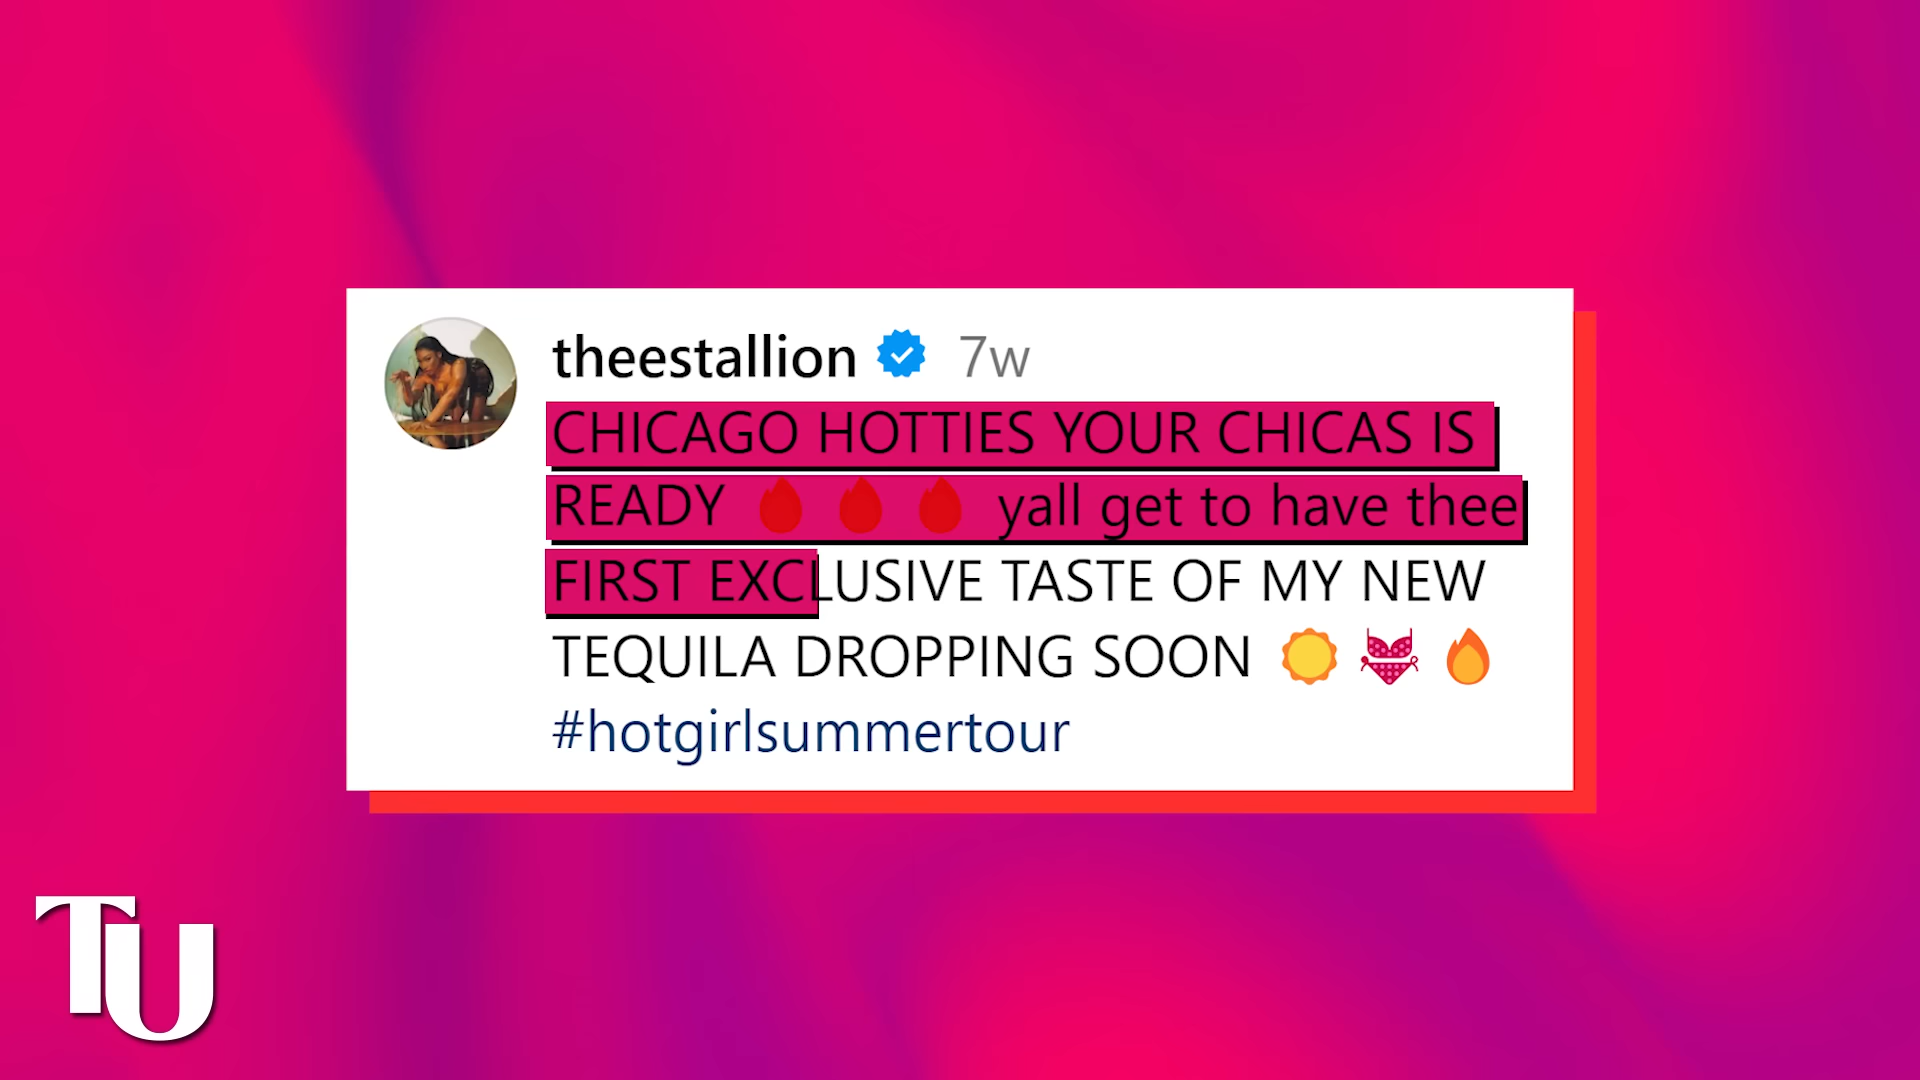 theestallion 7w
CHICAGO HOTTIES YOUR CHICAS IS
READY 🔥 🔥 🔥 yall get to have thee
FIRST EXCLUSIVE TASTE OF MY NEW
TEQUILA DROPPING SOON ☀️ 👙 🔥
#hotgirlsummertour
TU